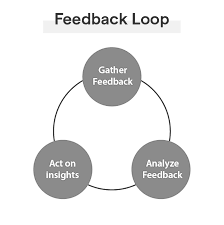 Feedback Loop
Gather
Feedback
Act on
Insights
Analyze
Feedback